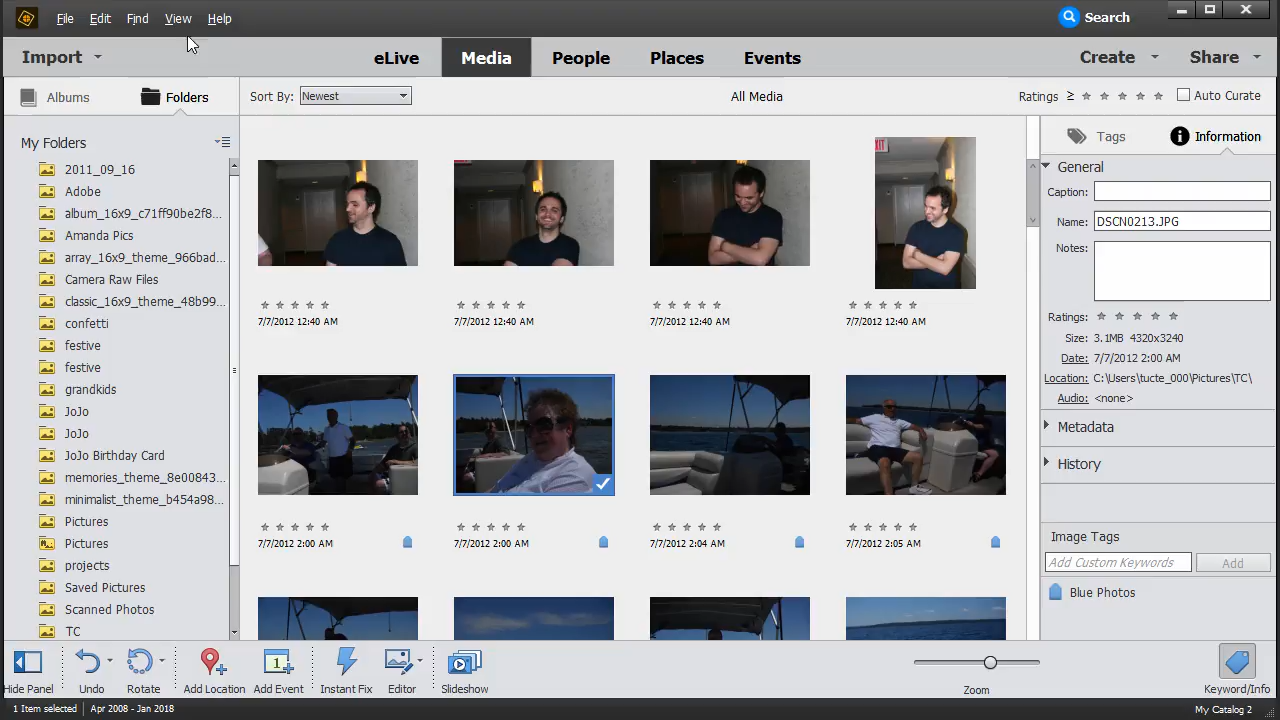 File Edit Find View Help
Search
Import
eLive Media People Places Events
Create Share
Albums Folders
Sort By: Newest
All Media
Ratings ≥
Auto Curate
My Folders
2011_09_16
Adobe
album_16x9_c71ff90be2f8...
Amanda Pics
array_16x9_theme_966bad...
Camera Raw Files
classic_16x9_theme_48b99...
confetti
festive
festive
grandkids
JoJo
JoJo
JoJo Birthday Card
memories_theme_8e00843...
minimalist_theme_b454a98...
Pictures
Pictures
projects
Saved Pictures
Scanned Photos
TC
7/7/2012 12:40 AM 7/7/2012 12:40 AM 7/7/2012 12:40 AM 7/7/2012 12:40 AM
7/7/2012 2:00 AM 7/7/2012 2:00 AM 7/7/2012 2:04 AM 7/7/2012 2:05 AM
Tags Information
General
Caption:
Name: DSCN0213.JPG
Notes:
Ratings:
Size: 3.1MB 4320x3240
Date: 7/7/2012 2:00 AM
Location: C:\Users\tucte_000\Pictures\TC\
Audio: <none>
Metadata
History
Image Tags
Add Custom Keywords Add
Blue Photos
Hide Panel Undo Rotate Add Location 1 Add Event Instant Fix Editor Slideshow
Zoom
Keyword/Info
1 Item selected Apr 2008 - Jan 2018
My Catalog 2